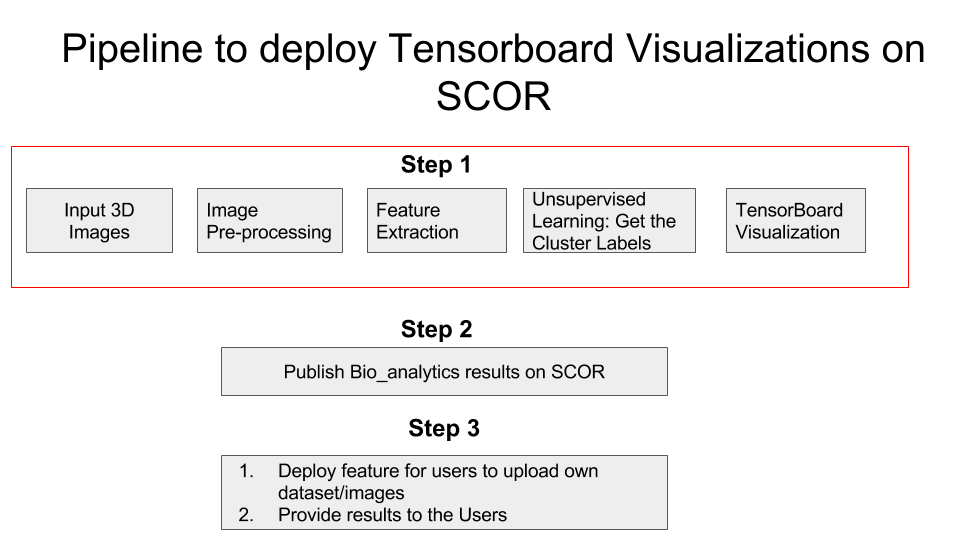 Pipeline to deploy Tensorboard Visualizations on
SCOR
Step 1
Input 3D
Images
Image
Pre-processing
Feature
Extraction
Unsupervised
Learning: Get the
Cluster Labels
TensorBoard
Visualization
Step 2
Publish Bio_analytics results on SCOR
Step 3
1. Deploy feature for users to upload own
dataset/images
2. Provide results to the Users